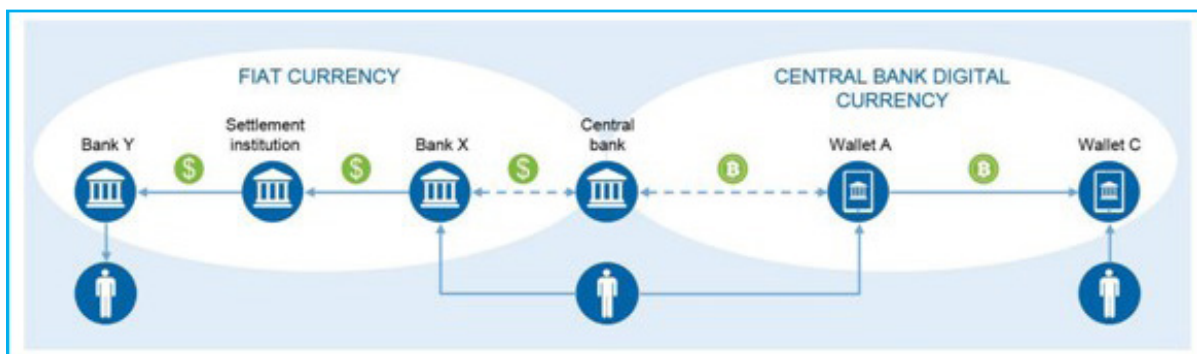 FIAT CURRENCY
CENTRAL BANK DIGITAL
CURRENCY
Bank Y
Settlement
institution
Bank X
Central
bank
Wallet A
Wallet C
$
$
$
₿
₿